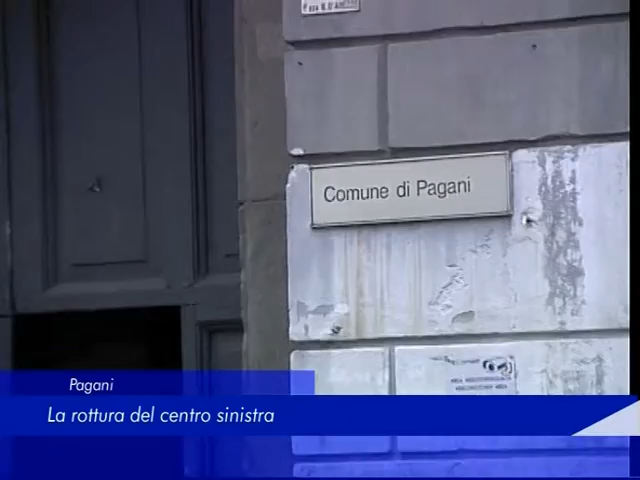 Comune di Pagani
Pagani
La rottura del centro sinistra